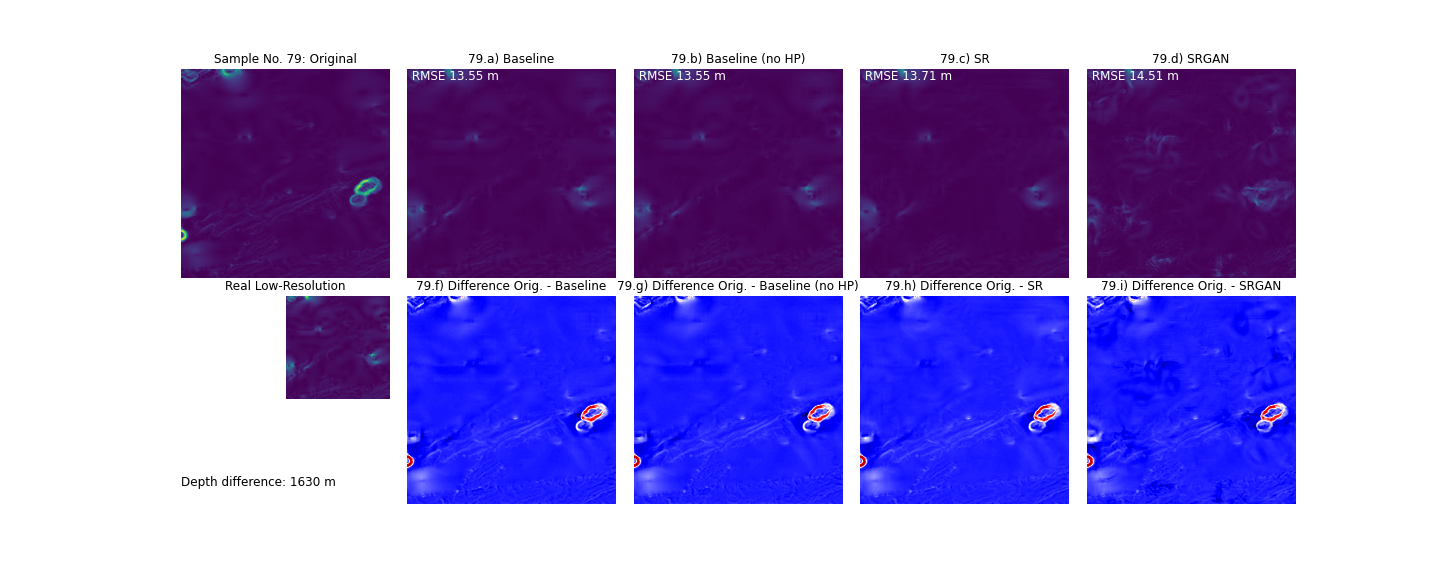 Sample No. 79: Original
79.a) Baseline
79.b) Baseline (no HP)
79.c) SR
79.d) SRGAN
RMSE 13.55 m
RMSE 13.55 m
RMSE 13.71 m
RMSE 14.51 m
Real Low-Resolution
79.f) Difference Orig. - Baseline
79.g) Difference Orig. - Baseline (no HP)
79.h) Difference Orig. - SR
79.i) Difference Orig. - SRGAN
Depth difference: 1630 m